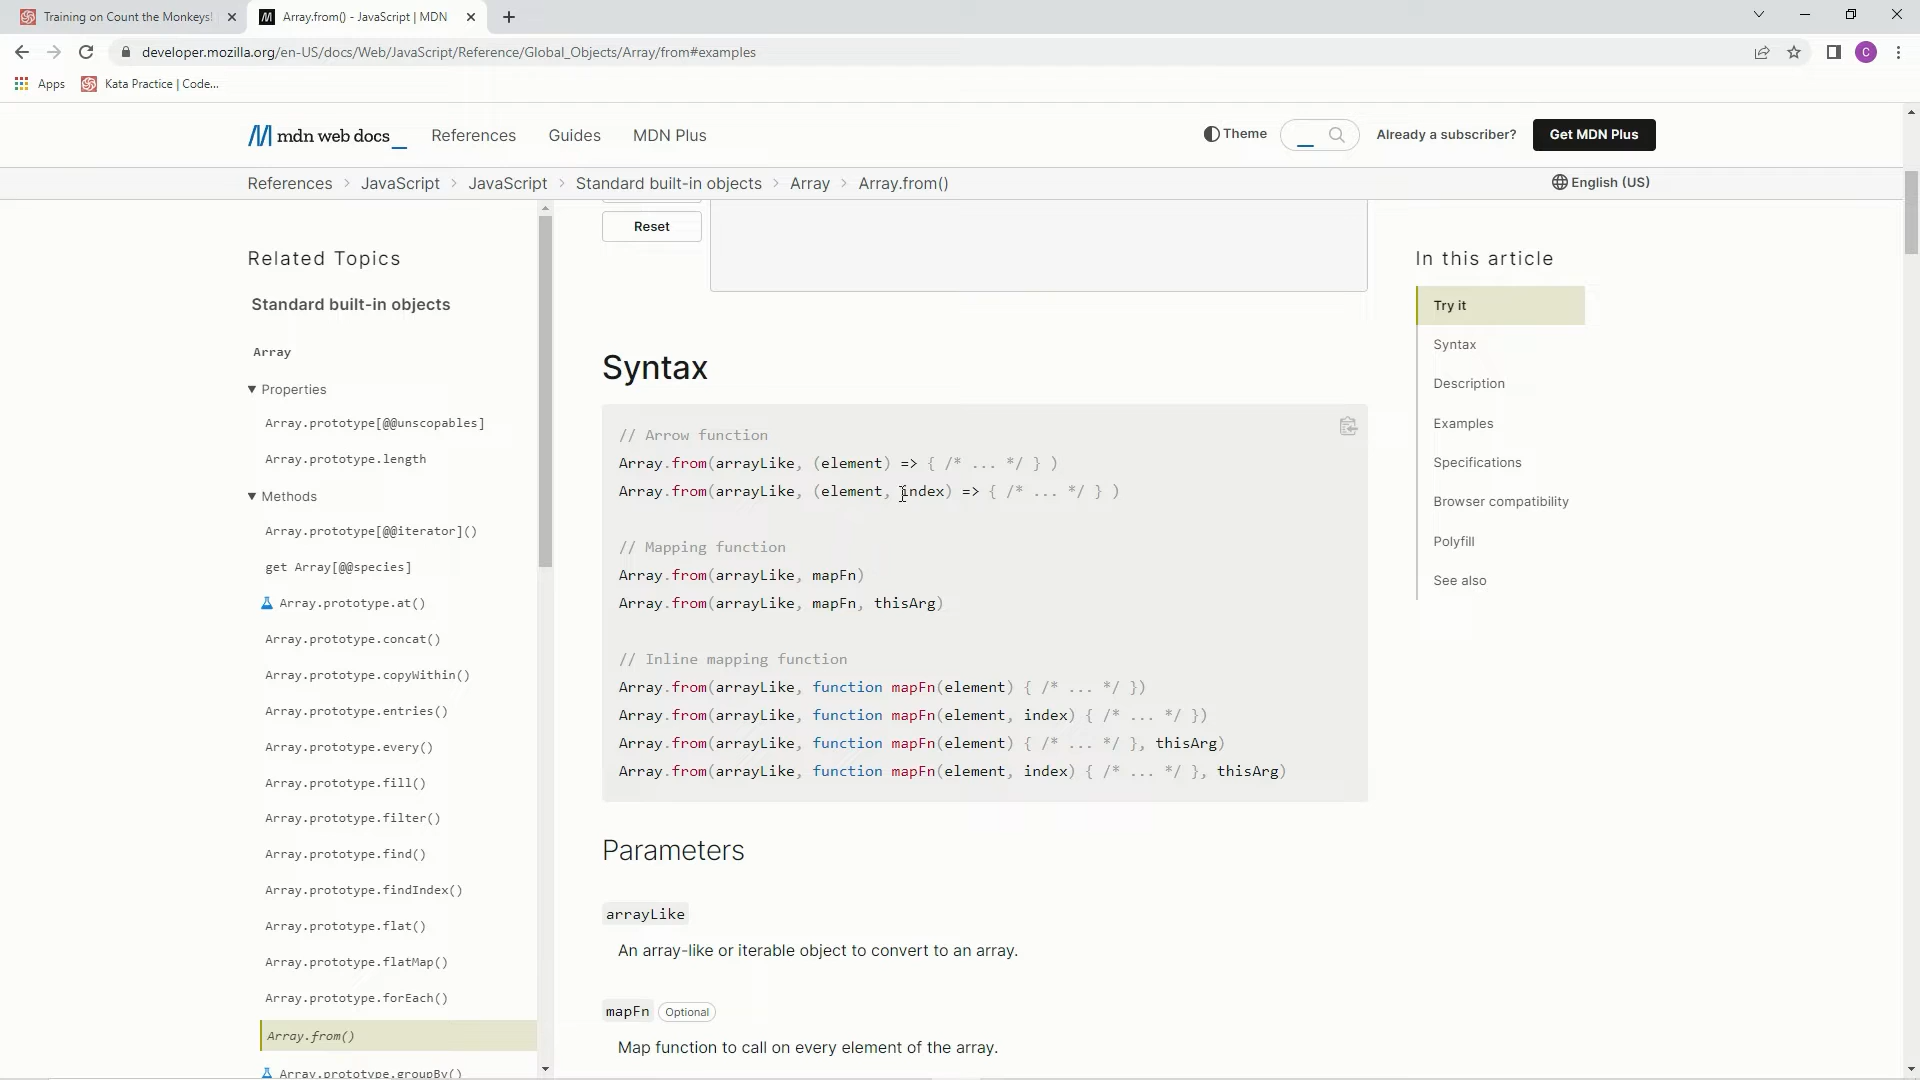 Training on Count the Monkeys!
Array.from() - JavaScript | MDN
developer.mozilla.org/en-US/docs/Web/JavaScript/Reference/Global_Objects/Array/from#examples
C
Apps
Kata Practice | Code...
mdn web docs_
References
Guides
MDN Plus
Theme
Already a subscriber?
Get MDN Plus
References > JavaScript > JavaScript > Standard built-in objects > Array > Array.from()
English (US)
Related Topics
Standard built-in objects
Array
▼ Properties
Array.prototype[@@unscopables]
Array.prototype.length
▼ Methods
Array.prototype[@@iterator]()
get Array[@@species]
Array.prototype.at()
Array.prototype.concat()
Array.prototype.copyWithin()
Array.prototype.entries()
Array.prototype.every()
Array.prototype.fill()
Array.prototype.filter()
Array.prototype.find()
Array.prototype.findIndex()
Array.prototype.flat()
Array.prototype.flatMap()
Array.prototype.forEach()
Array.from()
Array.prototype.groupBy()
Reset
Syntax
// Arrow function
Array.from(arrayLike, (element) => { /* ... */ } )
Array.from(arrayLike, (element, index) => { /* ... */ } )
// Mapping function
Array.from(arrayLike, mapFn)
Array.from(arrayLike, mapFn, thisArg)
// Inline mapping function
Array.from(arrayLike, function mapFn(element) { /* ... */ })
Array.from(arrayLike, function mapFn(element, index) { /* ... */ })
Array.from(arrayLike, function mapFn(element) { /* ... */ }, thisArg)
Array.from(arrayLike, function mapFn(element, index) { /* ... */ }, thisArg)
Parameters
arrayLike
An array-like or iterable object to convert to an array.
mapFn Optional
Map function to call on every element of the array.
In this article
Try it
Syntax
Description
Examples
Specifications
Browser compatibility
Polyfill
See also